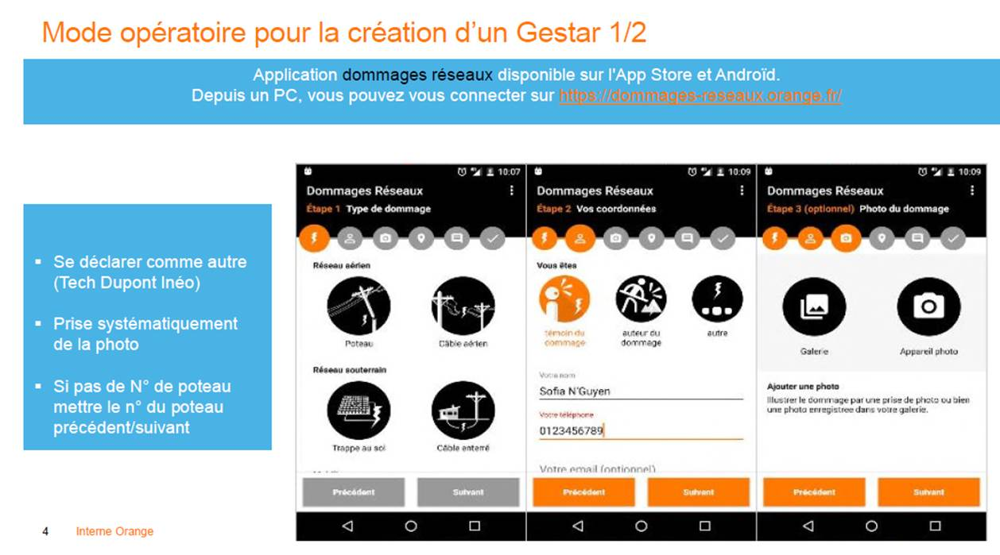 Mode opératoire pour la création d'un Gestar 1/2
Application dommages réseaux disponible sur l'App Store et Androïd.
Depuis un PC, vous pouvez vous connecter sur https://dommages-reseaux.orange.fr/
▪ Se déclarer comme autre
(Tech Dupont Inéo)
▪ Prise systématiquement
de la photo
▪ Si pas de N° de poteau
mettre le n° du poteau
précédent/suivant
10:07
Dommages Réseaux
Étape 1 Type de dommage
Réseau aérien
Poteau
Câble aérien
Réseau souterrain
Trappe au sol
Câble enterré
Précédent
Suivant
10:09
Dommages Réseaux
Étape 2 Vos coordonnées
Vous êtes
témoin du
dommage
auteur du
dommage
autre
Votre nom
Sofia N'Guyen
Votre téléphone
0123456789
Votre email (optionnel)
Précédent
Suivant
10:09
Dommages Réseaux
Étape 3 (optionnel) Photo du dommage
Galerie
Appareil photo
Ajouter une photo
Illustrer le dommage par une prise de photo ou bien
une photo enregistree dans votre galerie.
Précédent
Suivant
4 Interne Orange